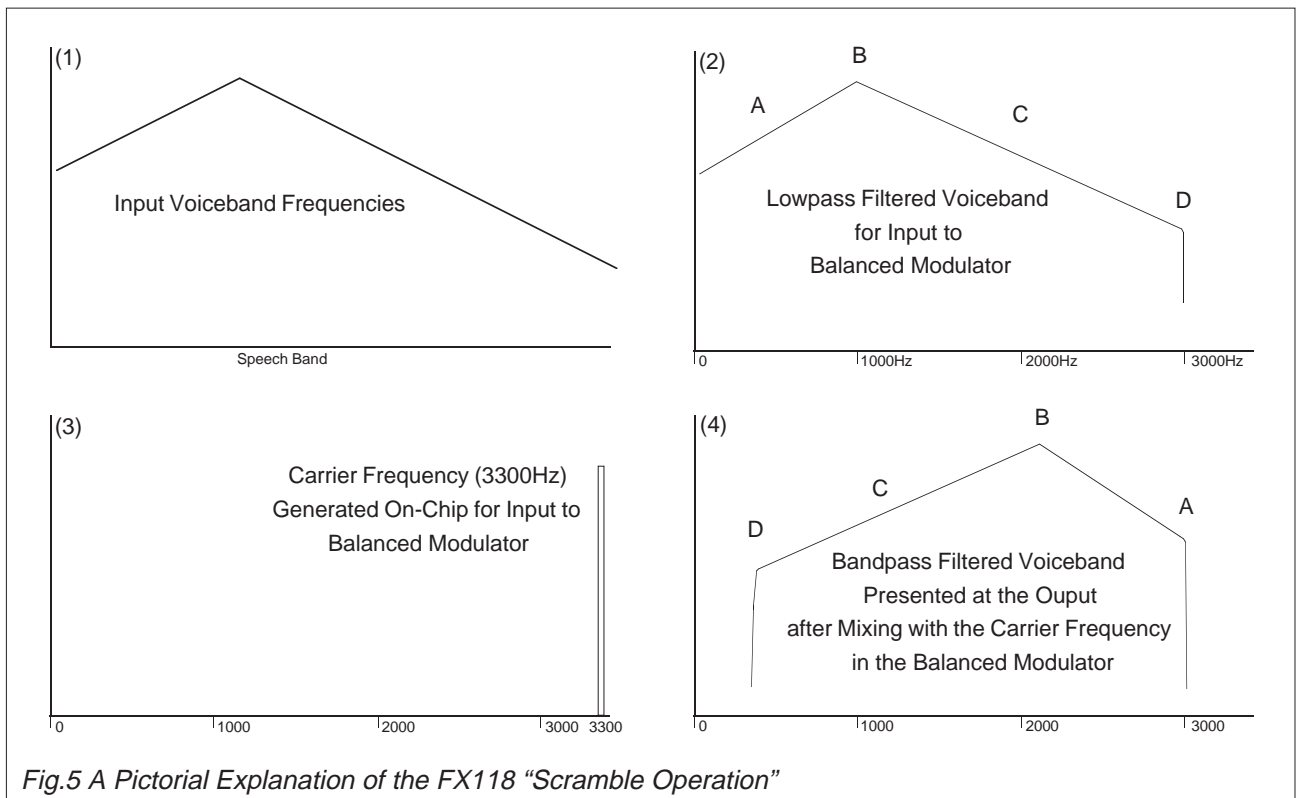 (1)
Input Voiceband Frequencies
Speech Band
(2)
A
B
C
D
Lowpass Filtered Voiceband
for Input to
Balanced Modulator
0 1000Hz 2000Hz 3000Hz
(3)
Carrier Frequency (3300Hz)
Generated On-Chip for Input to
Balanced Modulator
0 1000 2000 3000 3300
(4)
D
C
B
A
Bandpass Filtered Voiceband
Presented at the Ouput
after Mixing with the Carrier Frequency
in the Balanced Modulator
0 1000 2000 3000
Fig.5 A Pictorial Explanation of the FX118 “Scramble Operation”